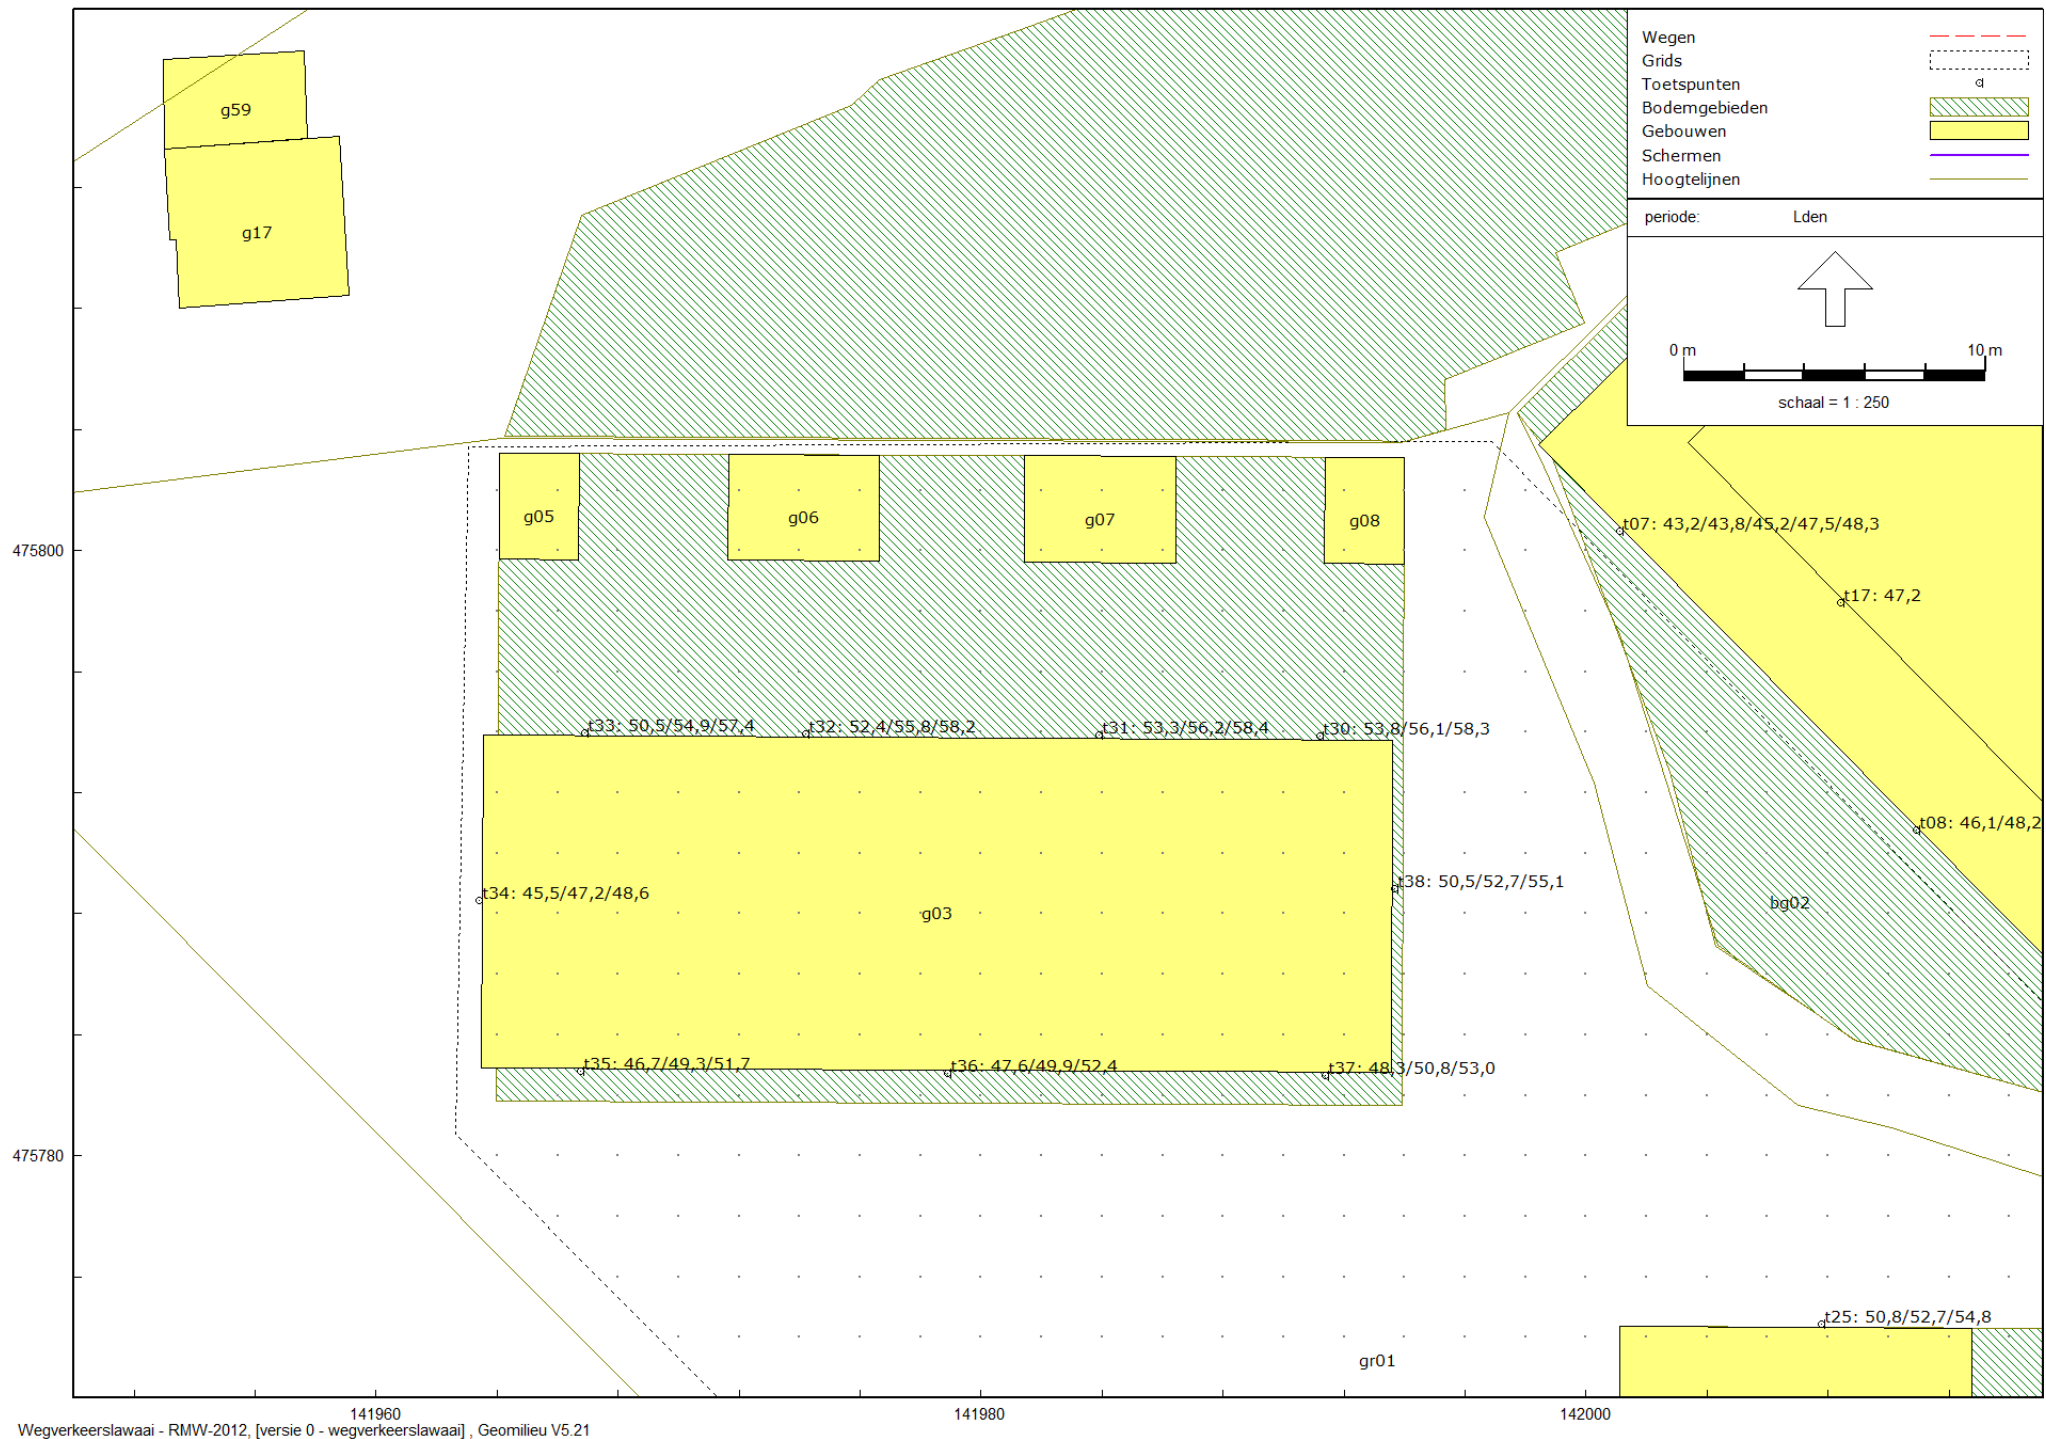 Wegen
Grids
Toetspunten
Bodemgebieden
Gebouwen
Schermen
Hoogtelijnen
periode: Lden
0 m 10 m
schaal = 1 : 250
g59
g17
g05
g06
g07
g08
t07: 43,2/43,8/45,2/47,5/48,3
475800
t17: 47,2
t33: 50,5/54,9/57,4
t32: 52,4/55,8/58,2
t31: 53,3/56,2/58,4
t30: 53,8/56,1/58,3
t08: 46,1/48,2
t34: 45,5/47,2/48,6
t38: 50,5/52,7/55,1
g03
bg02
t35: 46,7/49,3/51,7
t36: 47,6/49,9/52,4
t37: 48,3/50,8/53,0
475780
t25: 50,8/52,7/54,8
gr01
141960
141980
142000
Wegverkeerslawaai - RMW-2012, [versie 0 - wegverkeerslawaai] , Geomilieu V5.21